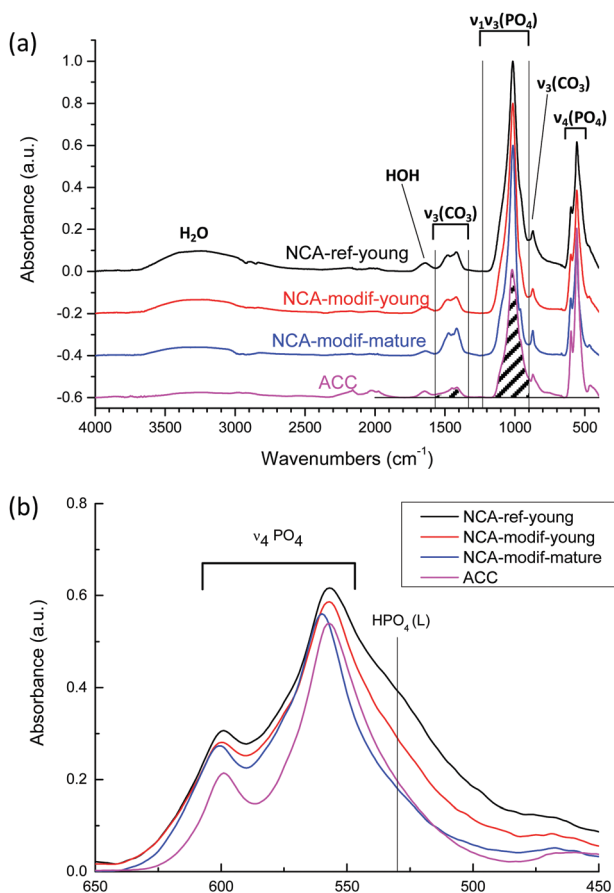 (a)
ν₁ν₃(PO₄)
ν₃(CO₃)
ν₄(PO₄)
HOH
ν₃(CO₃)
H₂O
NCA-ref-young
NCA-modif-young
NCA-modif-mature
ACC
Absorbance (a.u.)
1.0
0.8
0.6
0.4
0.2
0.0
-0.2
-0.4
-0.6
4000 3500 3000 2500 2000 1500 1000 500
Wavenumbers (cm⁻¹)
(b)
ν₄ PO₄
NCA-ref-young
NCA-modif-young
NCA-modif-mature
ACC
HPO₄ (L)
Absorbance (a.u.)
0.8
0.6
0.4
0.2
0.0
650 600 550 500 450